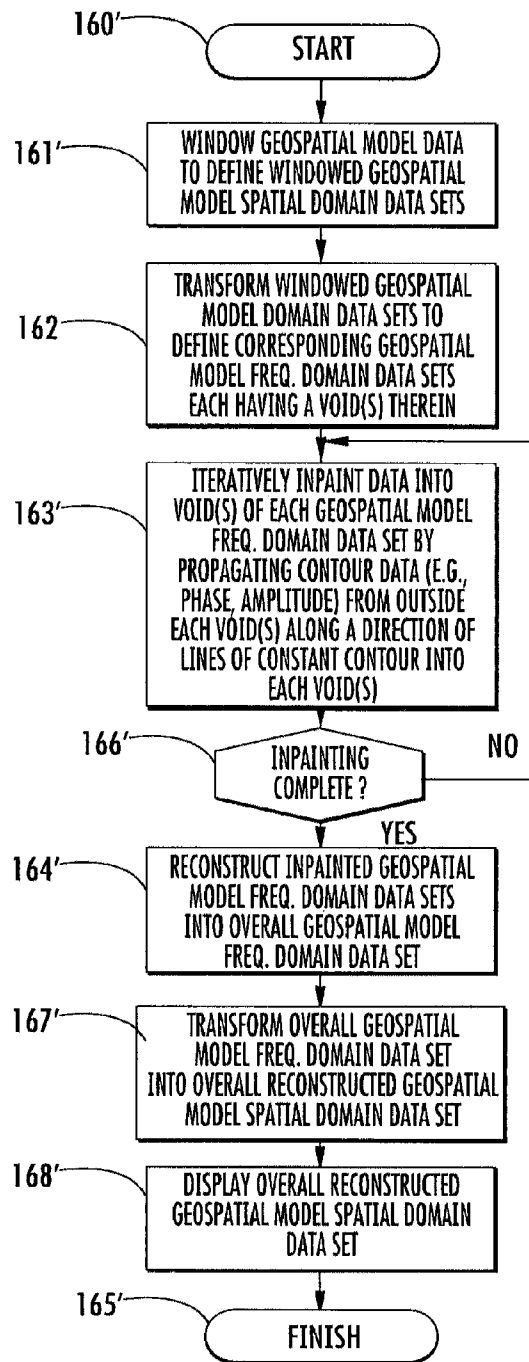 160'
START
161'
WINDOW GEOSPATIAL MODEL DATA
TO DEFINE WINDOWED GEOSPATIAL
MODEL SPATIAL DOMAIN DATA SETS
162
TRANSFORM WINDOWED GEOSPATIAL
MODEL DOMAIN DATA SETS TO
DEFINE CORRESPONDING GEOSPATIAL
MODEL FREQ. DOMAIN DATA SETS
EACH HAVING A VOID(S) THEREIN
163'
ITERATIVELY INPAINT DATA INTO
VOID(S) OF EACH GEOSPATIAL MODEL
FREQ. DOMAIN DATA SET BY
PROPAGATING CONTOUR DATA (E.G.,
PHASE, AMPLITUDE) FROM OUTSIDE
EACH VOID(S) ALONG A DIRECTION OF
LINES OF CONSTANT CONTOUR INTO
EACH VOID(S)
166'
INPAINTING
COMPLETE ?
NO
YES
164'
RECONSTRUCT INPAINTED GEOSPATIAL
MODEL FREQ. DOMAIN DATA SETS
INTO OVERALL GEOSPATIAL MODEL
FREQ. DOMAIN DATA SET
167'
TRANSFORM OVERALL GEOSPATIAL
MODEL FREQ. DOMAIN DATA SET
INTO OVERALL RECONSTRUCTED GEOSPATIAL
MODEL SPATIAL DOMAIN DATA SET
168'
DISPLAY OVERALL RECONSTRUCTED
GEOSPATIAL MODEL SPATIAL DOMAIN
DATA SET
165'
FINISH